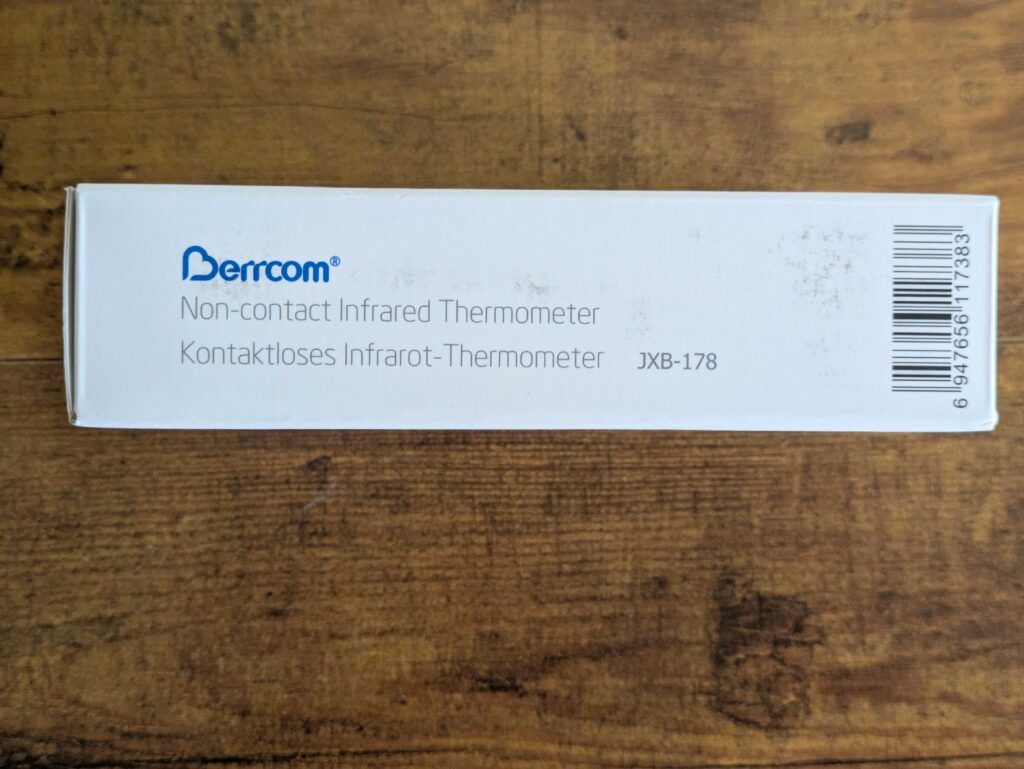 Berrcom®
Non-contact Infrared Thermometer
Kontaktloses Infrarot-Thermometer JXB-178
6 947656 117383